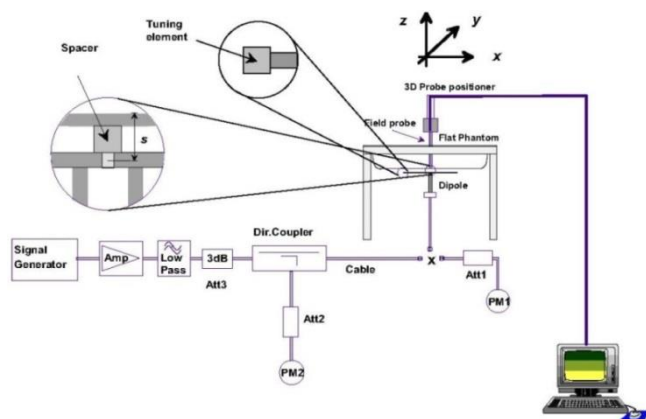 Tuning
element
Spacer
s
z
y
x
3D Probe positioner
Field probe
Flat Phantom
Dipole
Signal
Generator
Amp
Low
Pass
3dB
Att3
Dir.Coupler
Cable
x
Att1
PM1
Att2
PM2